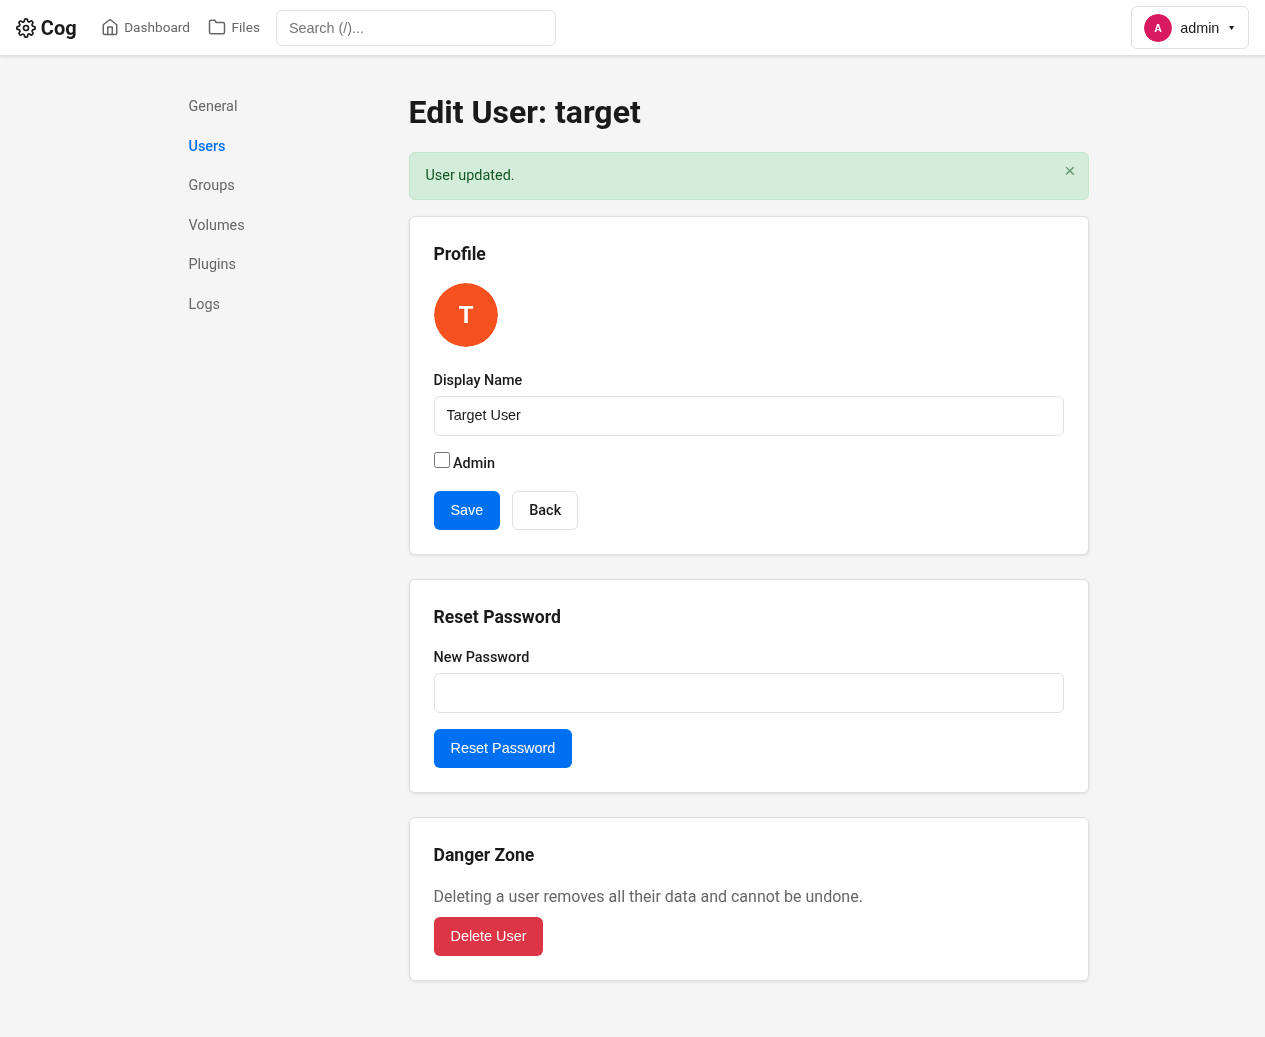 Cog
Dashboard
Files
Search (/)...
A
admin
General
Users
Groups
Volumes
Plugins
Logs
Edit User: target
User updated.
×
Profile
T
Display Name
Target User
Admin
Save
Back
Reset Password
New Password
Reset Password
Danger Zone
Deleting a user removes all their data and cannot be undone.
Delete User